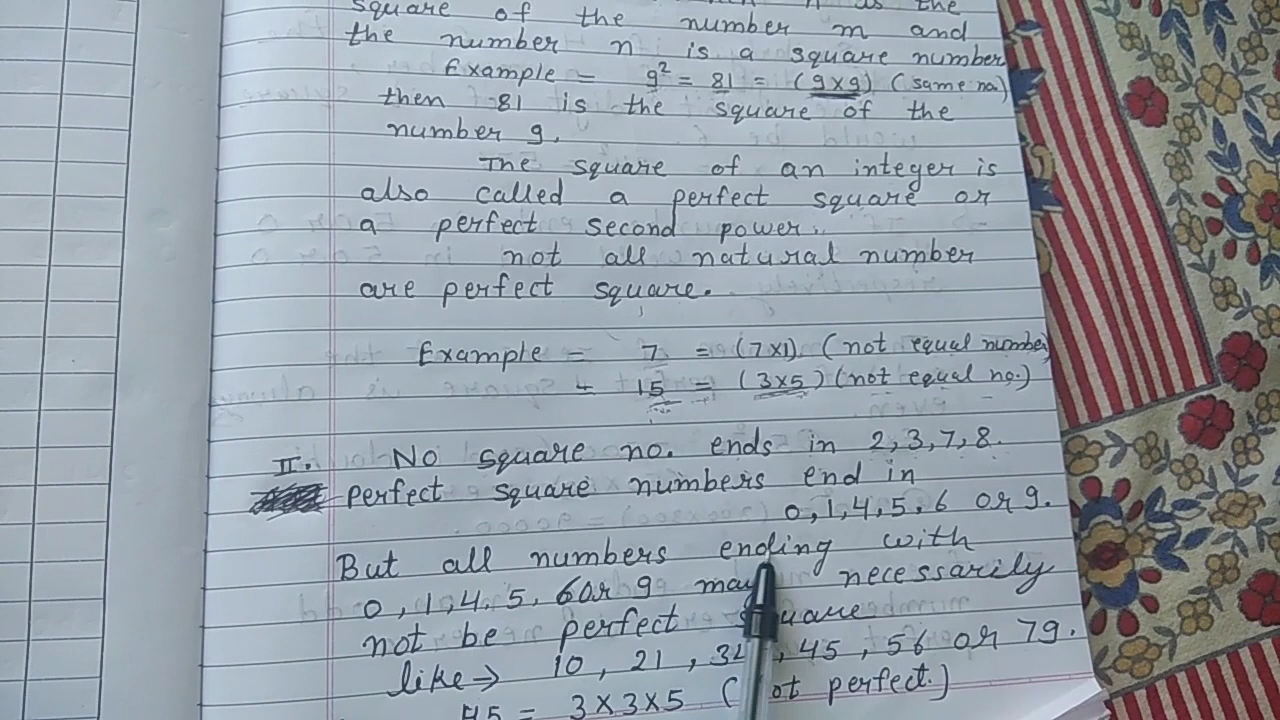 square of the number m and
the number n is a square number
Example = 9² = 81 = (9×9) (same no.)
then 81 is the square of the
number 9.
The square of an integer is
also called a perfect square or
a perfect second power.
not all natural number
are perfect square.
Example = 7 = (7×1) (not equal number)
= 15 = (3×5) (not equal no.)
II. No square no. ends in 2,3,7,8.
perfect square numbers end in
0,1,4,5,6 or 9.
But all numbers ending with
0,1,4,5,6 or 9 may necessarily
not be perfect square
like → 10, 21, 34, 45, 56 or 79.
45 = 3×3×5 (not perfect.)